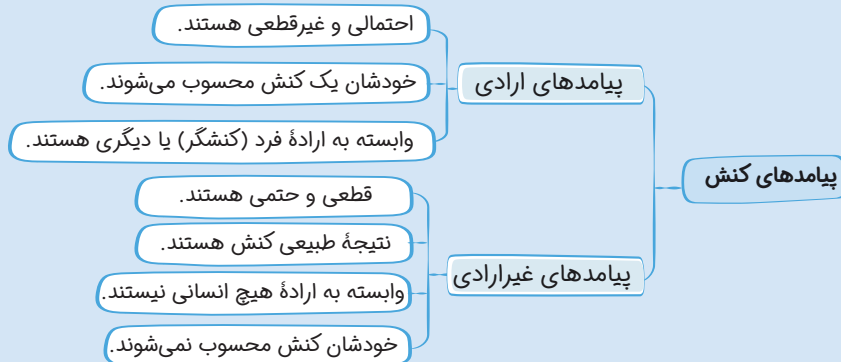 پیامدهای کنش
پیامدهای ارادی
احتمالی و غیرقطعی هستند.
خودشان یک کنش محسوب می‌شوند.
وابسته به ارادهٔ فرد (کنشگر) یا دیگری هستند.
پیامدهای غیرارادی
قطعی و حتمی هستند.
نتیجهٔ طبیعی کنش هستند.
وابسته به ارادهٔ هیچ انسانی نیستند.
خودشان کنش محسوب نمی‌شوند.